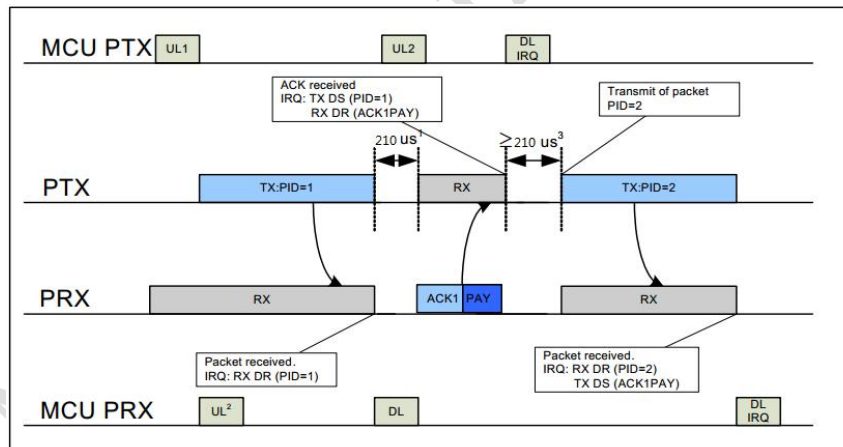 MCU PTX
UL1
UL2
DL
IRQ
ACK received
IRQ: TX DS (PID=1)
RX DR (ACK1PAY)
Transmit of packet
PID=2
210 us¹
≥210 us³
PTX
TX:PID=1
RX
TX:PID=2
PRX
RX
ACK1
PAY
RX
Packet received.
IRQ: RX DR (PID=1)
Packet received.
IRQ: RX DR (PID=2)
TX DS (ACK1PAY)
MCU PRX
UL²
DL
DL
IRQ